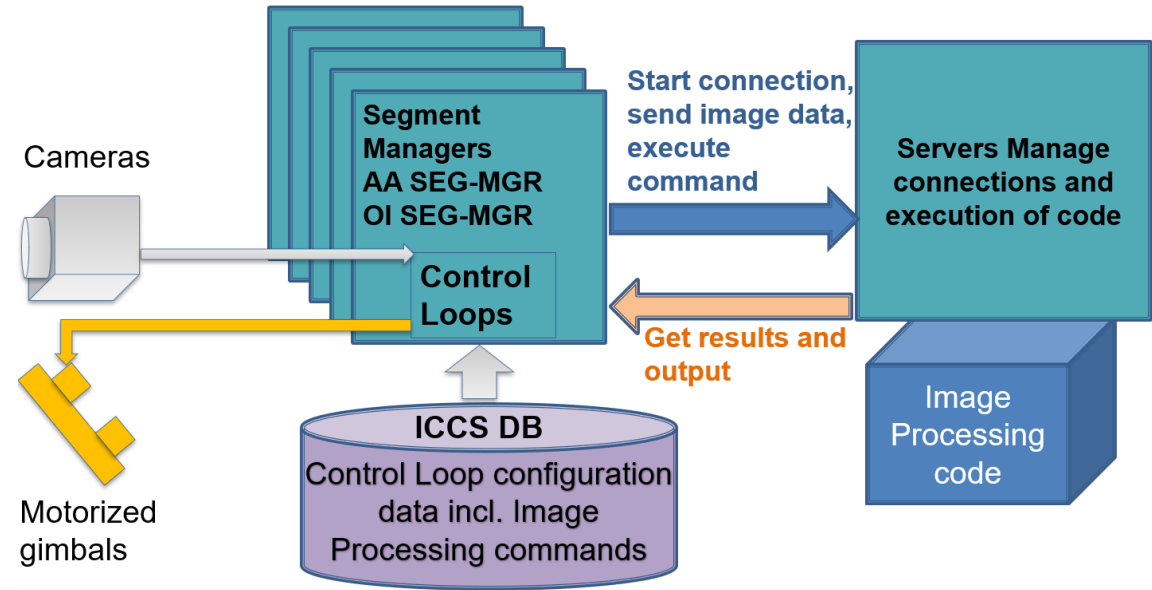 Cameras
Segment
Managers
AA SEG-MGR
OI SEG-MGR
Control
Loops
Start connection,
send image data,
execute
command
Servers Manage
connections and
execution of code
Get results and
output
Image
Processing
code
Motorized
gimbals
ICCS DB
Control Loop configuration
data incl. Image
Processing commands